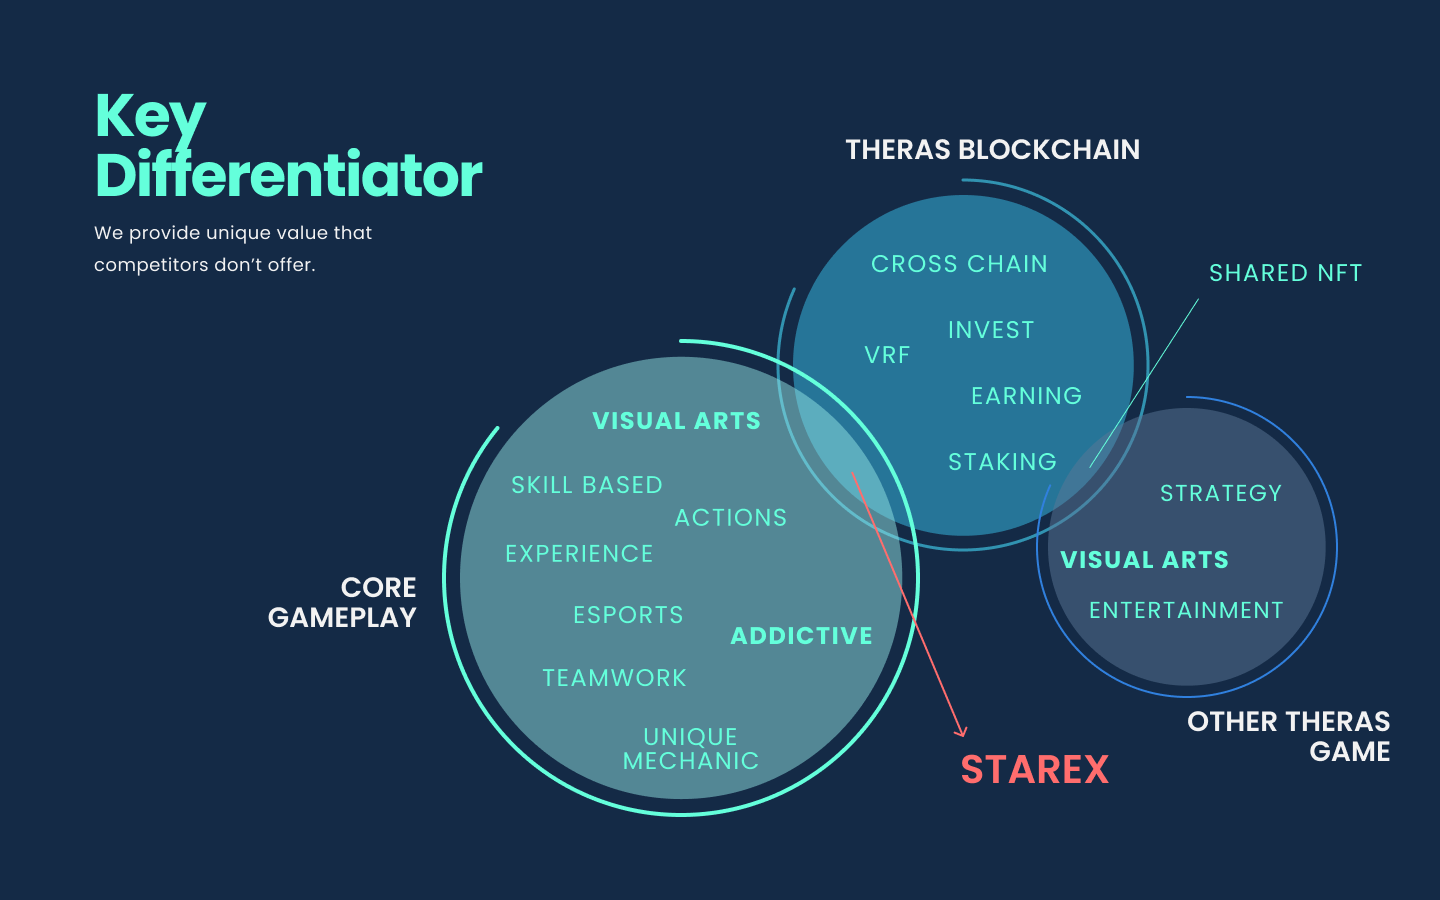 Key
Differentiator
We provide unique value that
competitors don’t offer.
THERAS BLOCKCHAIN
CROSS CHAIN
INVEST
VRF
EARNING
STAKING
SHARED NFT
VISUAL ARTS
SKILL BASED
ACTIONS
EXPERIENCE
ESPORTS
ADDICTIVE
TEAMWORK
UNIQUE
MECHANIC
CORE
GAMEPLAY
STRATEGY
VISUAL ARTS
ENTERTAINMENT
OTHER THERAS
GAME
STAREX